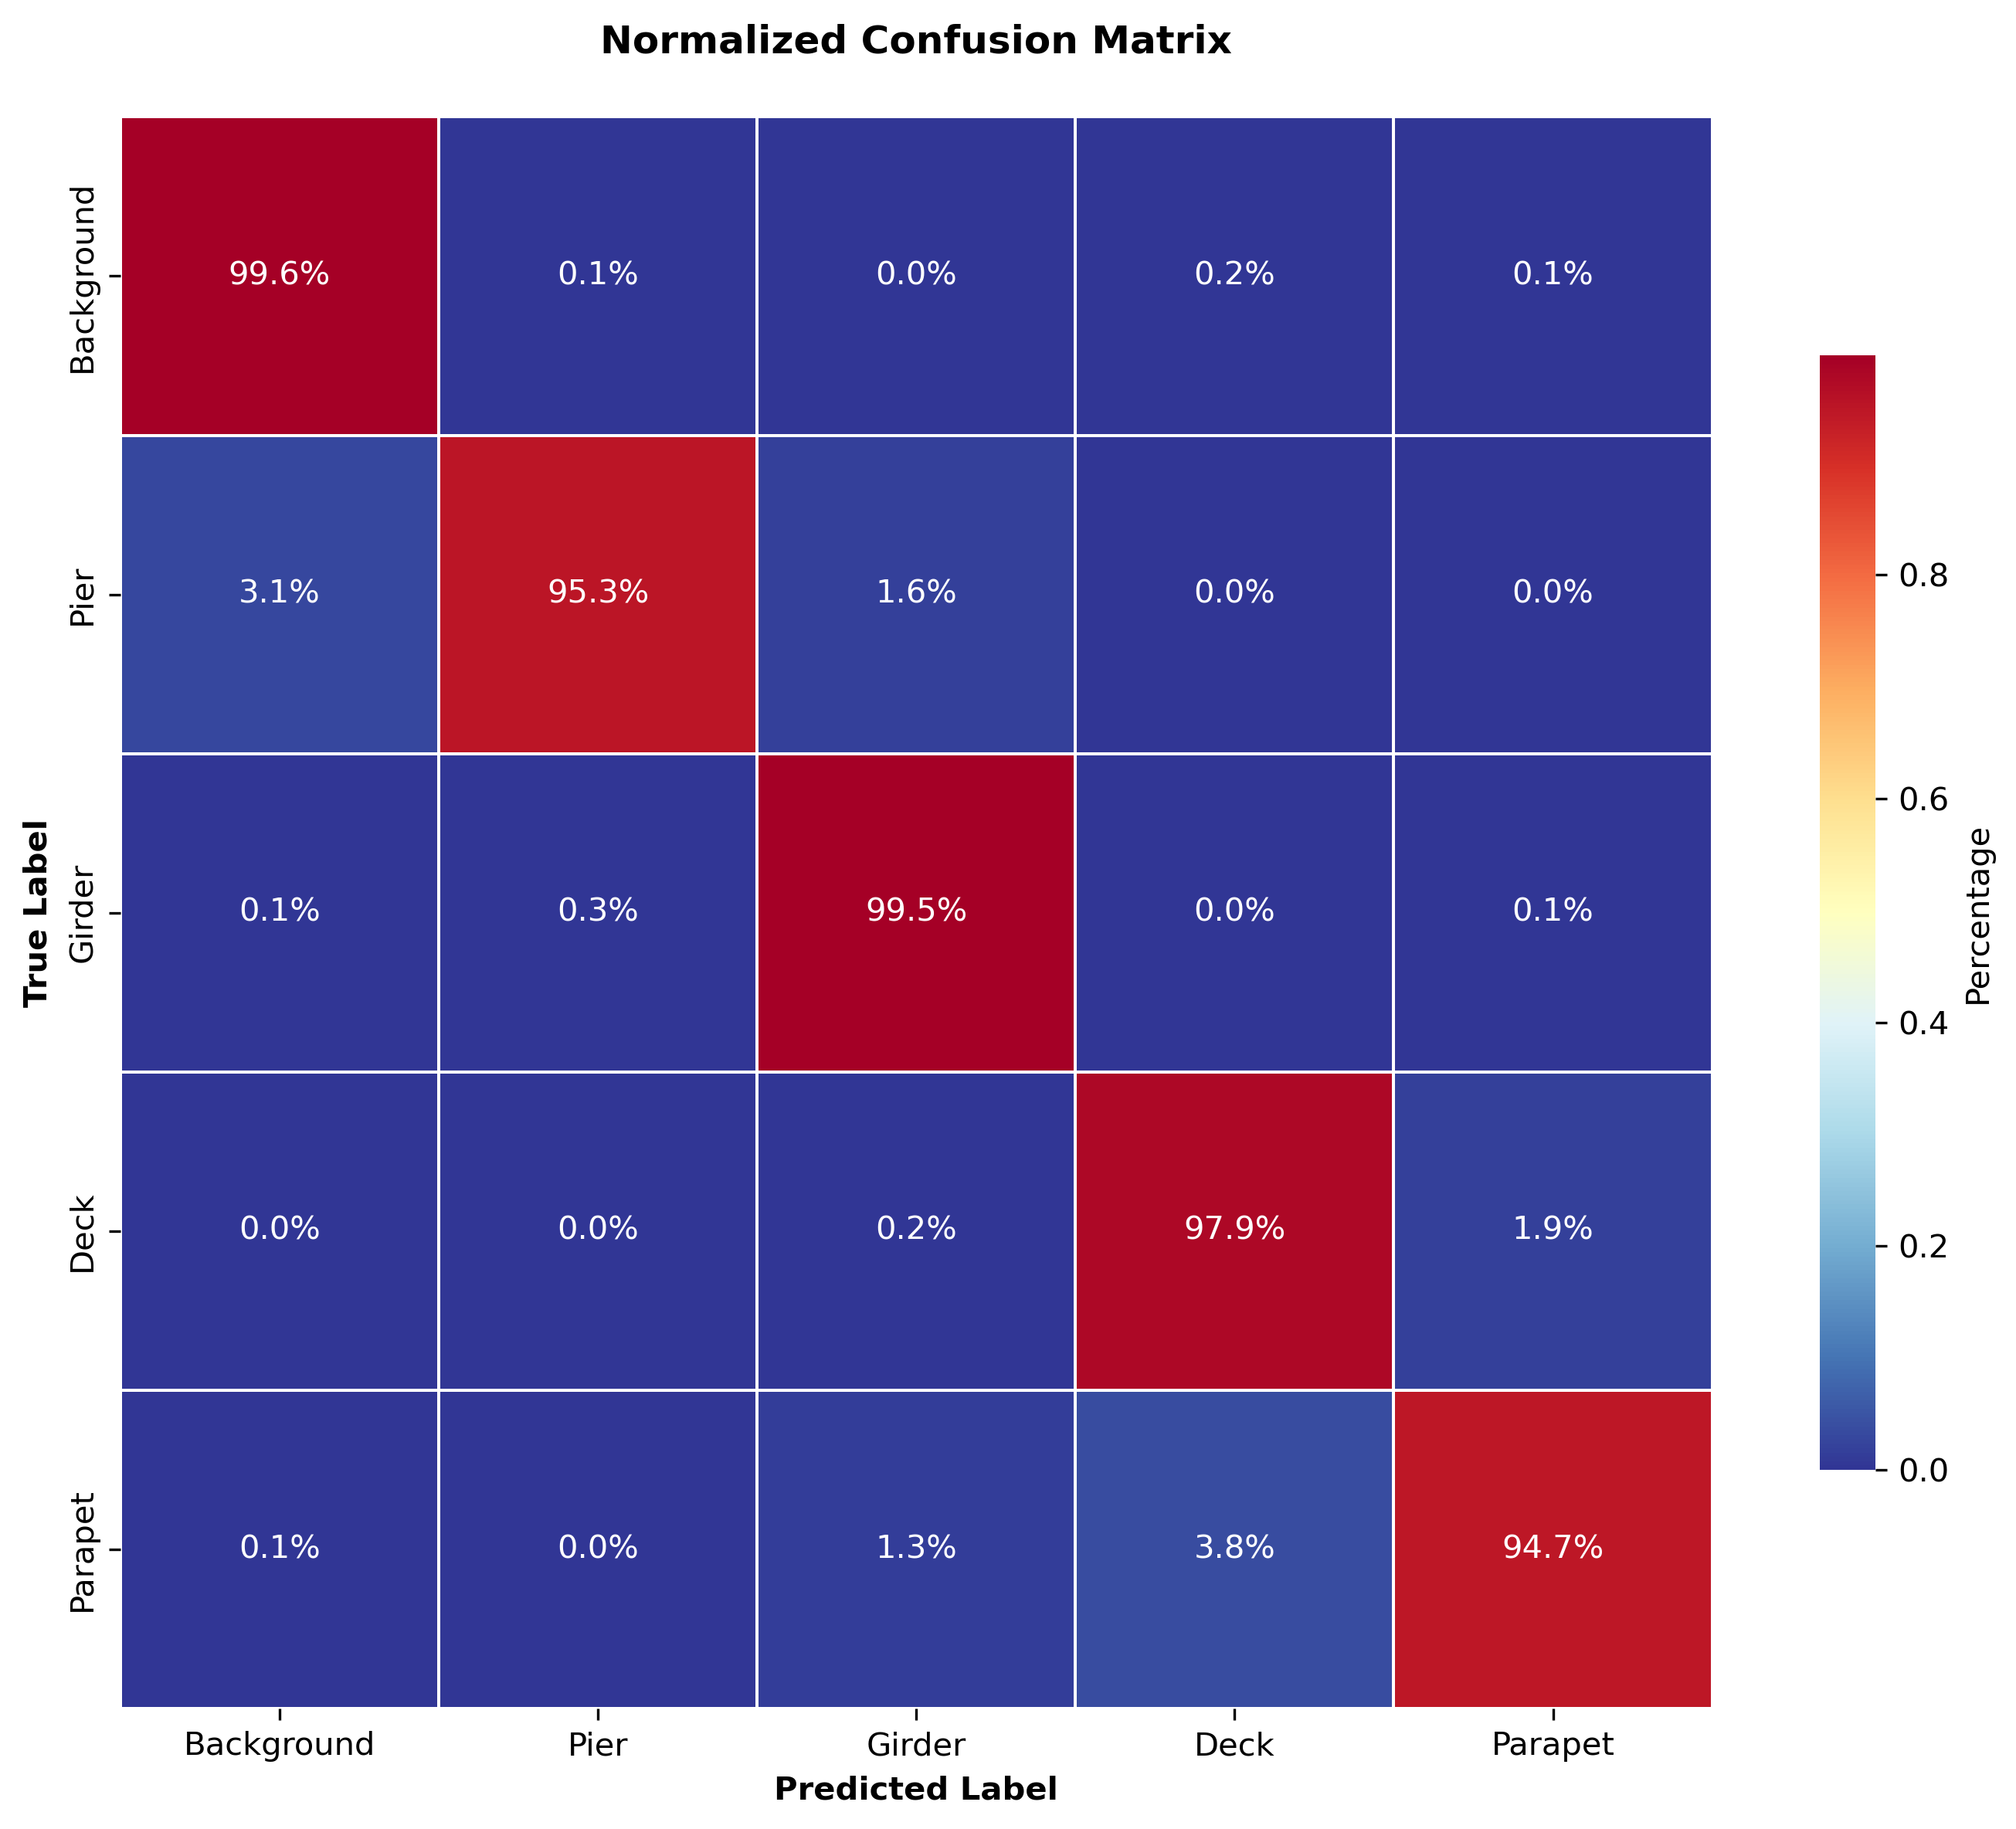 Normalized Confusion Matrix
True Label
Background
99.6% 0.1% 0.0% 0.2% 0.1%
Pier
3.1% 95.3% 1.6% 0.0% 0.0%
Girder
0.1% 0.3% 99.5% 0.0% 0.1%
Deck
0.0% 0.0% 0.2% 97.9% 1.9%
Parapet
0.1% 0.0% 1.3% 3.8% 94.7%
Background Pier Girder Deck Parapet
Predicted Label
0.8
0.6
0.4
0.2
0.0
Percentage